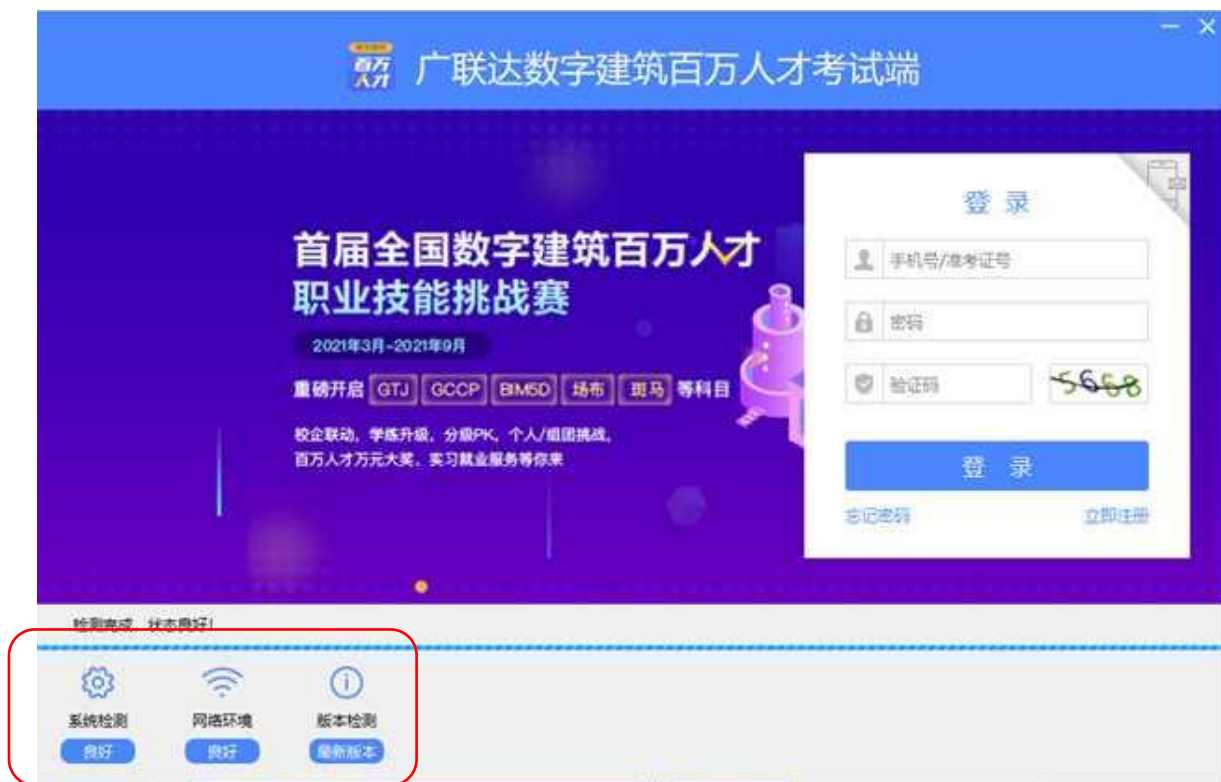 百万
人才
广联达数字建筑百万人才考试端
登 录
首届全国数字建筑百万人才
职业技能挑战赛
2021年3月-2021年9月
重磅开启 GTJ GCCP BIM5D 场布 斑马 等科目
校企联动，学练升级，分级PK，个人/组团挑战，
百万人才万元大奖，实习就业服务等你来
手机号/准考证号
密码
验证码 5668
登 录
忘记密码 立即注册
检测完成，状态良好！
系统检测 网络环境 版本检测
良好 良好 最新版本